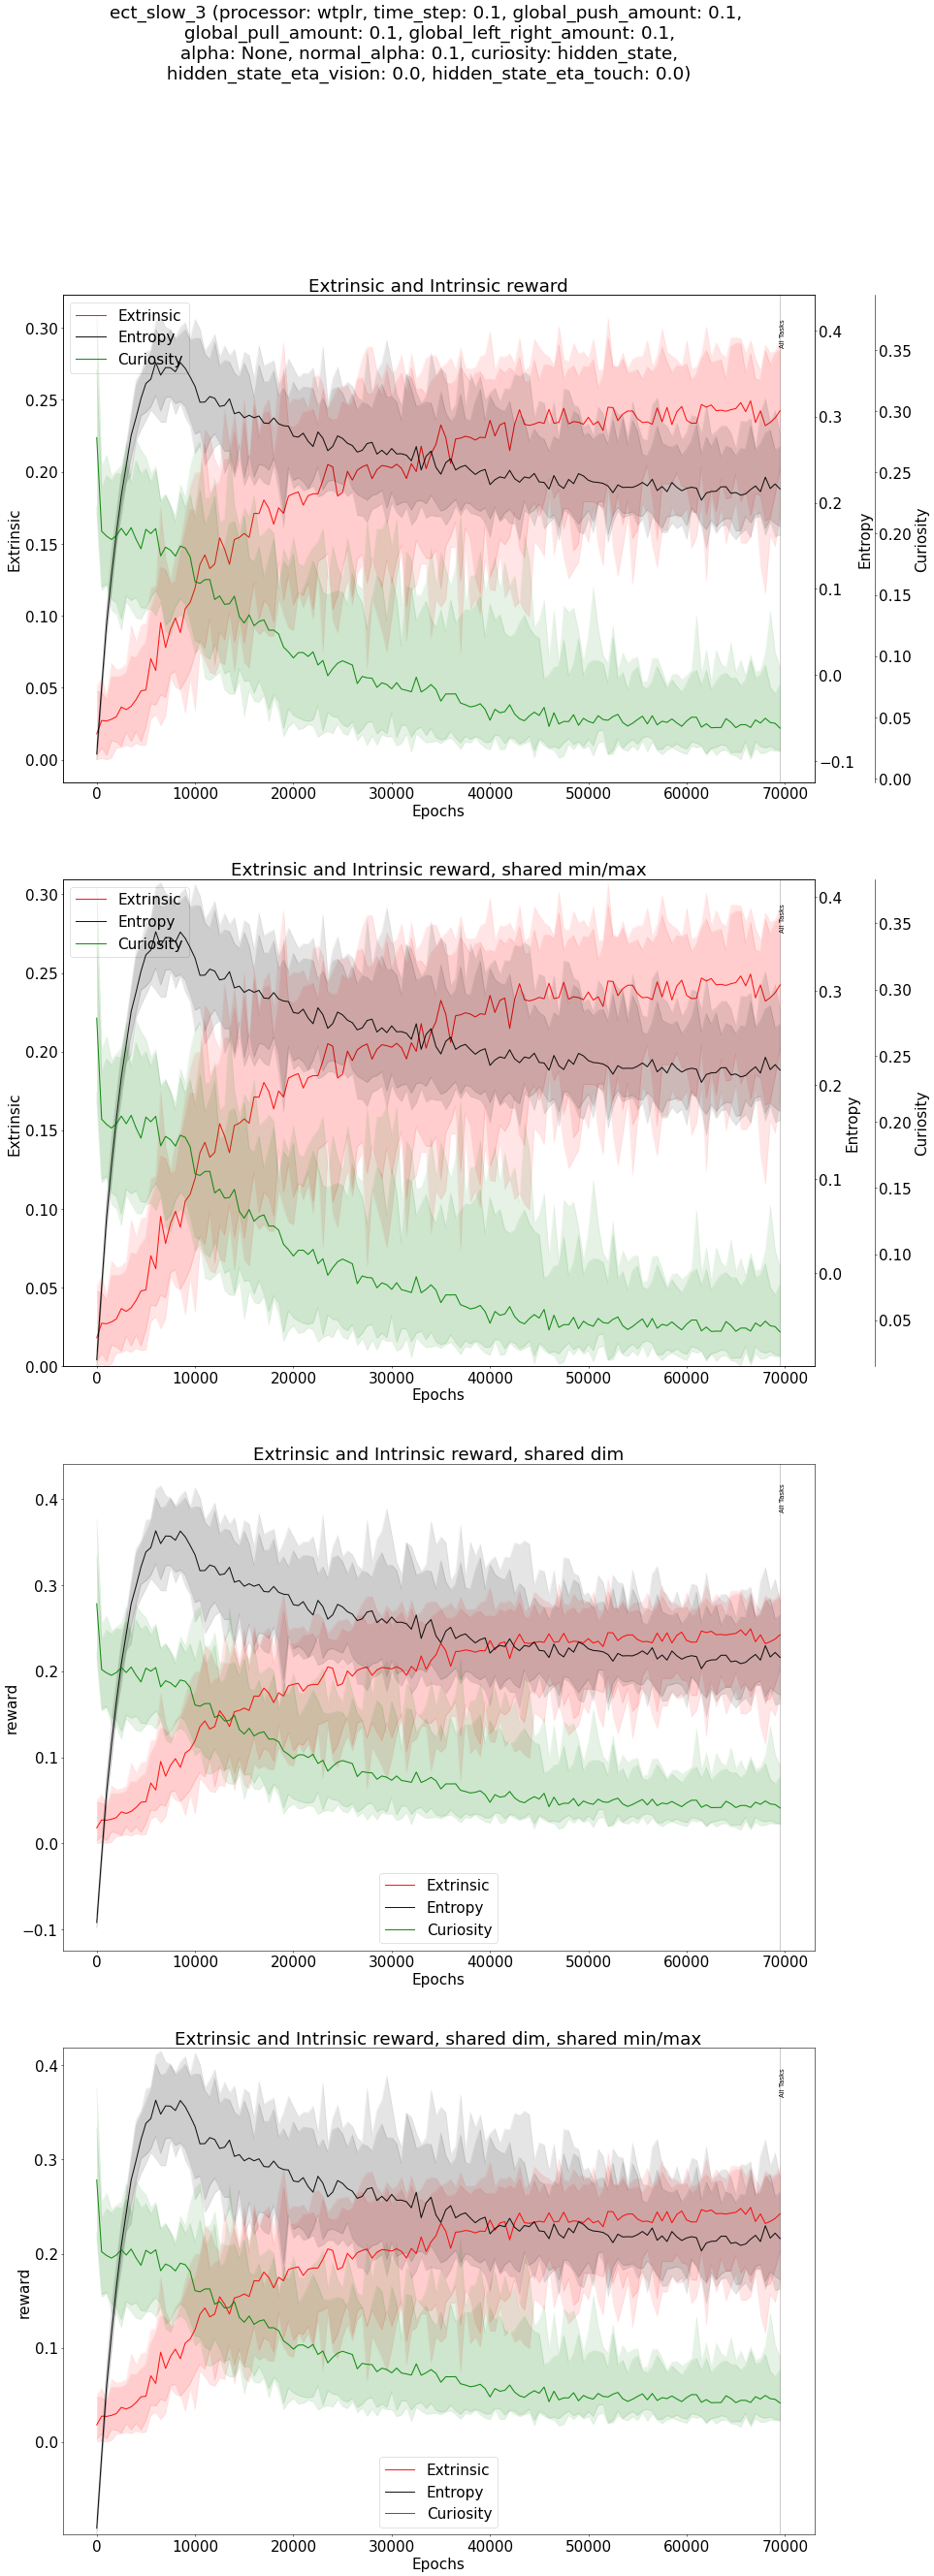 ect_slow_3 (processor: wtplr, time_step: 0.1, global_push_amount: 0.1,
global_pull_amount: 0.1, global_left_right_amount: 0.1,
alpha: None, normal_alpha: 0.1, curiosity: hidden_state,
hidden_state_eta_vision: 0.0, hidden_state_eta_touch: 0.0)
Extrinsic and Intrinsic reward
Extrinsic
Entropy
Curiosity
All Tasks
0.30
0.25
0.20
0.15
0.10
0.05
0.00
Extrinsic
0.4
0.3
0.2
0.1
0.0
−0.1
Entropy
0.35
0.30
0.25
0.20
0.15
0.10
0.05
0.00
Curiosity
0 10000 20000 30000 40000 50000 60000 70000
Epochs
Extrinsic and Intrinsic reward, shared min/max
Extrinsic
Entropy
Curiosity
All Tasks
0.30
0.25
0.20
0.15
0.10
0.05
0.00
Extrinsic
0.4
0.3
0.2
0.1
0.0
Entropy
0.35
0.30
0.25
0.20
0.15
0.10
0.05
Curiosity
0 10000 20000 30000 40000 50000 60000 70000
Epochs
Extrinsic and Intrinsic reward, shared dim
All Tasks
0.4
0.3
0.2
0.1
0.0
−0.1
reward
Extrinsic
Entropy
Curiosity
0 10000 20000 30000 40000 50000 60000 70000
Epochs
Extrinsic and Intrinsic reward, shared dim, shared min/max
All Tasks
0.4
0.3
0.2
0.1
0.0
reward
Extrinsic
Entropy
Curiosity
0 10000 20000 30000 40000 50000 60000 70000
Epochs